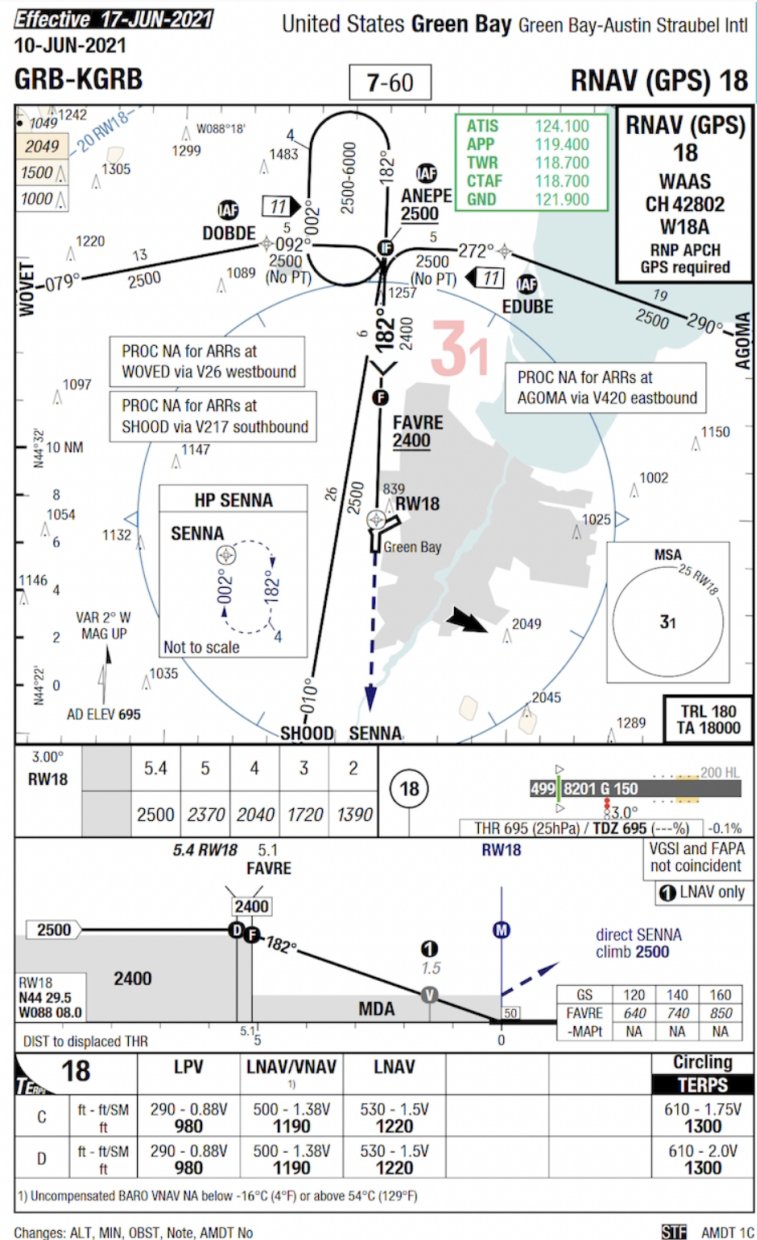 Effective 17-JUN-2021
United States Green Bay Green Bay-Austin Straubel Intl
10-JUN-2021
GRB-KGRB
7-60
RNAV (GPS) 18
1242
1049
2049
1500
1000
20 RW18
W088°18'
1299
1305
1483
4
2500-6000
182°
002°
11
ATIS 124.100
APP 119.400
TWR 118.700
CTAF 118.700
GND 121.900
RNAV (GPS)
18
WAAS
CH 42802
W18A
RNP APCH
GPS required
IAF
ANEPE
2500
IAF
DOBDE
IF
1220
13
2500
079°
WOVET
5
092°
2500
(No PT)
1089
5
272°
2500
(No PT)
11
IAF
EDUBE
19
2500
290°
AGOMA
1257
182°
2400
6
31
PROC NA for ARRs at
WOVED via V26 westbound
PROC NA for ARRs at
AGOMA via V420 eastbound
PROC NA for ARRs at
SHOOD via V217 southbound
F
FAVRE
2400
1097
1147
1150
1002
1025
N44°32'
10 NM
8
6
4
2
0
N44°22'
1054
1132
1146
26
2500
839
RW18
Green Bay
HP SENNA
SENNA
002°
182°
4
Not to scale
MSA
25 RW18
31
VAR 2° W
MAG UP
AD ELEV 695
1035
2049
2045
1289
010°
SHOOD
SENNA
TRL 180
TA 18000
3.00°
RW18
5.4 5 4 3 2
2500 2370 2040 1720 1390
18
200 HL
499 8201 G 150
3.0°
THR 695 (25hPa) / TDZ 695 (---%) -0.1%
5.4 RW18 5.1
FAVRE
RW18
VGSI and FAPA
not coincident
1 LNAV only
2400
2500
D
F
182°
M
1
1.5
V
direct SENNA
climb 2500
2400
MDA
50
RW18
N44 29.5
W088 08.0
GS 120 140 160
FAVRE 640 740 850
-MAPt NA NA NA
DIST to displaced THR
5.1
5
0
TERPS
18
LPV
LNAV/VNAV
1)
LNAV
Circling
TERPS
C ft - ft/SM 290 - 0.88V 500 - 1.38V 530 - 1.5V 610 - 1.75V
ft 980 1190 1220 1300
D ft - ft/SM 290 - 0.88V 500 - 1.38V 530 - 1.5V 610 - 2.0V
ft 980 1190 1220 1300
1) Uncompensated BARO VNAV NA below -16°C (4°F) or above 54°C (129°F)
Changes: ALT, MIN, OBST, Note, AMDT No
STF AMDT 1C